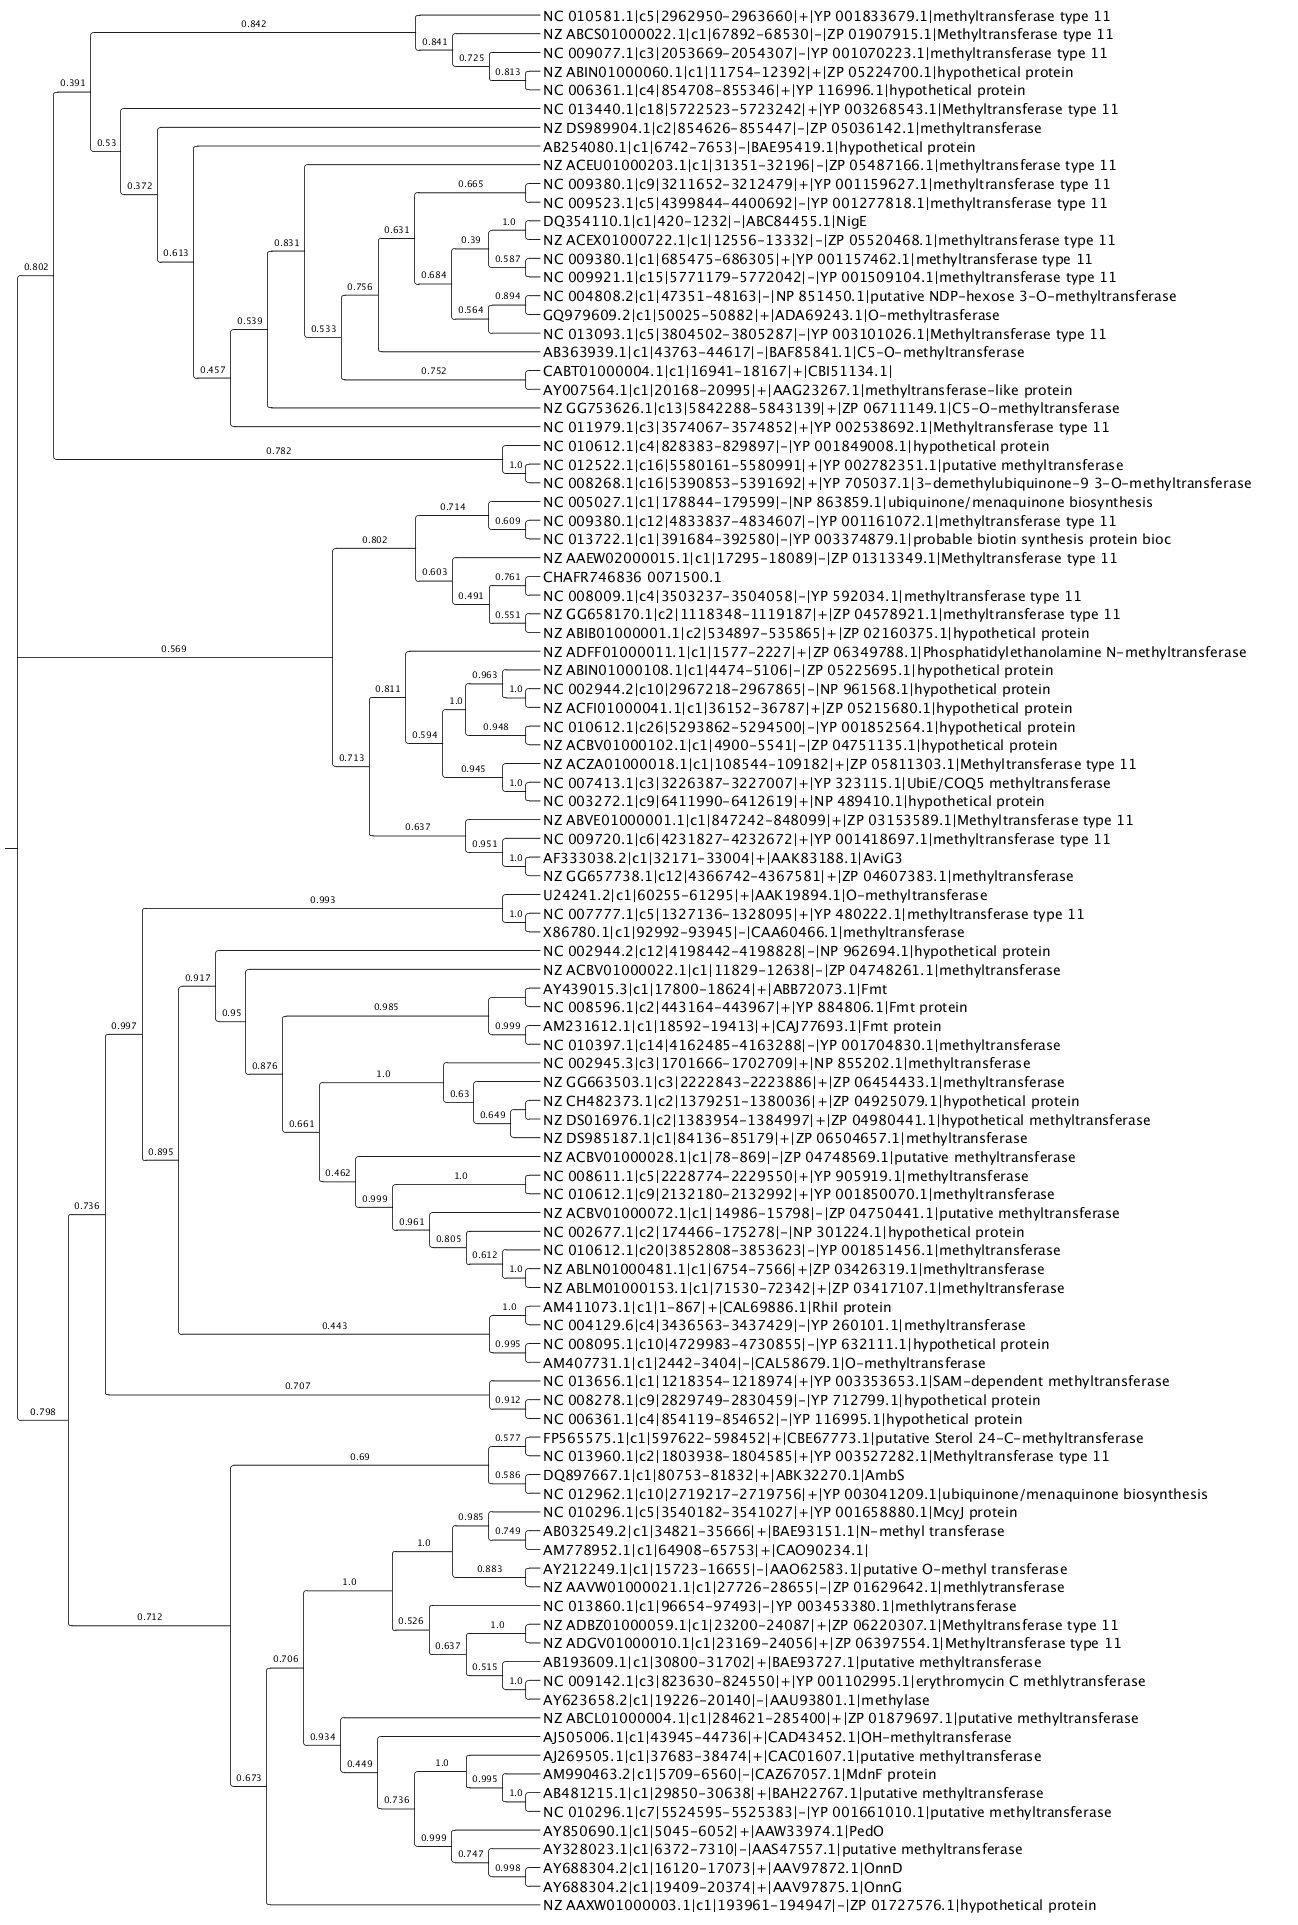 0.842
NC 010581.1|c5|2962950-2963660|+|YP 001833679.1|methyltransferase type 11
0.841
NZ ABCS01000022.1|c1|67892-68530|-|ZP 01907915.1|Methyltransferase type 11
0.725
NC 009077.1|c3|2053669-2054307|-|YP 001070223.1|methyltransferase type 11
0.813
NZ ABIN01000060.1|c1|11754-12392|+|ZP 05224700.1|hypothetical protein
0.391
NC 006361.1|c4|854708-855346|+|YP 116996.1|hypothetical protein
NC 013440.1|c18|5722523-5723242|+|YP 003268543.1|Methyltransferase type 11
NZ DS989904.1|c2|854626-855447|-|ZP 05036142.1|methyltransferase
0.53
AB254080.1|c1|6742-7653|-|BAE95419.1|hypothetical protein
NZ ACEU01000203.1|c1|31351-32196|-|ZP 05487166.1|methyltransferase type 11
0.372
0.665
NC 009380.1|c9|3211652-3212479|+|YP 001159627.1|methyltransferase type 11
NC 009523.1|c5|4399844-4400692|-|YP 001277818.1|methyltransferase type 11
1.0
DQ354110.1|c1|420-1232|-|ABC84455.1|NigE
0.613
0.831
0.631
0.39
NZ ACEX01000722.1|c1|12556-13332|-|ZP 05520468.1|methyltransferase type 11
0.587
NC 009380.1|c1|685475-686305|+|YP 001157462.1|methyltransferase type 11
0.802
0.684
NC 009921.1|c15|5771179-5772042|-|YP 001509104.1|methyltransferase type 11
0.756
0.894
NC 004808.2|c1|47351-48163|-|NP 851450.1|putative NDP-hexose 3-O-methyltransferase
0.564
GQ979609.2|c1|50025-50882|+|ADA69243.1|O-methyltrasferase
0.539
0.533
NC 013093.1|c5|3804502-3805287|-|YP 003101026.1|Methyltransferase type 11
AB363939.1|c1|43763-44617|-|BAF85841.1|C5-O-methyltransferase
0.457
0.752
CABT01000004.1|c1|16941-18167|+|CBI51134.1|
AY007564.1|c1|20168-20995|+|AAG23267.1|methyltransferase-like protein
NZ GG753626.1|c13|5842288-5843139|+|ZP 06711149.1|C5-O-methyltransferase
NC 011979.1|c3|3574067-3574852|+|YP 002538692.1|Methyltransferase type 11
0.782
NC 010612.1|c4|828383-829897|-|YP 001849008.1|hypothetical protein
1.0
NC 012522.1|c16|5580161-5580991|+|YP 002782351.1|putative methyltransferase
NC 008268.1|c16|5390853-5391692|+|YP 705037.1|3-demethylubiquinone-9 3-O-methyltransferase
0.714
NC 005027.1|c1|178844-179599|-|NP 863859.1|ubiquinone/menaquinone biosynthesis
0.609
NC 009380.1|c12|4833837-4834607|-|YP 001161072.1|methyltransferase type 11
0.802
NC 013722.1|c1|391684-392580|-|YP 003374879.1|probable biotin synthesis protein bioc
NZ AAEW02000015.1|c1|17295-18089|-|ZP 01313349.1|Methyltransferase type 11
0.603
0.761
CHAFR746836 0071500.1
0.491
NC 008009.1|c4|3503237-3504058|-|YP 592034.1|methyltransferase type 11
0.551
NZ GG658170.1|c2|1118348-1119187|+|ZP 04578921.1|methyltransferase type 11
NZ ABIB01000001.1|c2|534897-535865|+|ZP 02160375.1|hypothetical protein
0.569
NZ ADFF01000011.1|c1|1577-2227|+|ZP 06349788.1|Phosphatidylethanolamine N-methyltransferase
0.963
NZ ABIN01000108.1|c1|4474-5106|-|ZP 05225695.1|hypothetical protein
0.811
1.0
NC 002944.2|c10|2967218-2967865|-|NP 961568.1|hypothetical protein
1.0
NZ ACFI01000041.1|c1|36152-36787|+|ZP 05215680.1|hypothetical protein
0.948
NC 010612.1|c26|5293862-5294500|-|YP 001852564.1|hypothetical protein
0.594
NZ ACBV01000102.1|c1|4900-5541|-|ZP 04751135.1|hypothetical protein
0.713
0.945
NZ ACZA01000018.1|c1|108544-109182|+|ZP 05811303.1|Methyltransferase type 11
1.0
NC 007413.1|c3|3226387-3227007|+|YP 323115.1|UbiE/COQ5 methyltransferase
NC 003272.1|c9|6411990-6412619|+|NP 489410.1|hypothetical protein
0.637
NZ ABVE01000001.1|c1|847242-848099|+|ZP 03153589.1|Methyltransferase type 11
0.951
NC 009720.1|c6|4231827-4232672|+|YP 001418697.1|methyltransferase type 11
1.0
AF333038.2|c1|32171-33004|+|AAK83188.1|AviG3
NZ GG657738.1|c12|4366742-4367581|+|ZP 04607383.1|methyltransferase
0.993
U24241.2|c1|60255-61295|+|AAK19894.1|O-methyltransferase
1.0
NC 007777.1|c5|1327136-1328095|+|YP 480222.1|methyltransferase type 11
X86780.1|c1|92992-93945|-|CAA60466.1|methyltransferase
NC 002944.2|c12|4198442-4198828|-|NP 962694.1|hypothetical protein
0.917
NZ ACBV01000022.1|c1|11829-12638|-|ZP 04748261.1|methyltransferase
AY439015.3|c1|17800-18624|+|ABB72073.1|Fmt
0.985
NC 008596.1|c2|443164-443967|+|YP 884806.1|Fmt protein
0.997
0.95
0.999
AM231612.1|c1|18592-19413|+|CAJ77693.1|Fmt protein
NC 010397.1|c14|4162485-4163288|-|YP 001704830.1|methyltransferase
0.876
1.0
NC 002945.3|c3|1701666-1702709|+|NP 855202.1|methyltransferase
0.63
NZ GG663503.1|c3|2222843-2223886|+|ZP 06454433.1|methyltransferase
NZ CH482373.1|c2|1379251-1380036|+|ZP 04925079.1|hypothetical protein
0.661
0.649
NZ DS016976.1|c2|1383954-1384997|+|ZP 04980441.1|hypothetical methyltransferase
NZ DS985187.1|c1|84136-85179|+|ZP 06504657.1|methyltransferase
0.895
NZ ACBV01000028.1|c1|78-869|-|ZP 04748569.1|putative methyltransferase
0.462
1.0
NC 008611.1|c5|2228774-2229550|+|YP 905919.1|methyltransferase
NC 010612.1|c9|2132180-2132992|+|YP 001850070.1|methyltransferase
0.736
0.999
NZ ACBV01000072.1|c1|14986-15798|-|ZP 04750441.1|putative methyltransferase
0.961
NC 002677.1|c2|174466-175278|-|NP 301224.1|hypothetical protein
0.805
NC 010612.1|c20|3852808-3853623|-|YP 001851456.1|methyltransferase
0.612
1.0
NZ ABLN01000481.1|c1|6754-7566|+|ZP 03426319.1|methyltransferase
NZ ABLM01000153.1|c1|71530-72342|+|ZP 03417107.1|methyltransferase
1.0
AM411073.1|c1|1-867|+|CAL69886.1|RhiI protein
0.443
NC 004129.6|c4|3436563-3437429|-|YP 260101.1|methyltransferase
0.995
NC 008095.1|c10|4729983-4730855|-|YP 632111.1|hypothetical protein
AM407731.1|c1|2442-3404|-|CAL58679.1|O-methyltransferase
0.707
NC 013656.1|c1|1218354-1218974|+|YP 003353653.1|SAM-dependent methyltransferase
0.912
NC 008278.1|c9|2829749-2830459|-|YP 712799.1|hypothetical protein
0.798
NC 006361.1|c4|854119-854652|-|YP 116995.1|hypothetical protein
0.577
FP565575.1|c1|597622-598452|+|CBE67773.1|putative Sterol 24-C-methyltransferase
0.69
NC 013960.1|c2|1803938-1804585|+|YP 003527282.1|Methyltransferase type 11
0.586
DQ897667.1|c1|80753-81832|+|ABK32270.1|AmbS
NC 012962.1|c10|2719217-2719756|+|YP 003041209.1|ubiquinone/menaquinone biosynthesis
0.985
NC 010296.1|c5|3540182-3541027|+|YP 001658880.1|McyJ protein
0.749
AB032549.2|c1|34821-35666|+|BAE93151.1|N-methyl transferase
1.0
AM778952.1|c1|64908-65753|+|CAO90234.1|
0.883
AY212249.1|c1|15723-16655|-|AAO62583.1|putative O-methyl transferase
1.0
NZ AAVW01000021.1|c1|27726-28655|-|ZP 01629642.1|methlytransferase
NC 013860.1|c1|96654-97493|-|YP 003453380.1|methlytransferase
0.712
0.526
1.0
NZ ADBZ01000059.1|c1|23200-24087|+|ZP 06220307.1|Methyltransferase type 11
0.637
NZ ADGV01000010.1|c1|23169-24056|+|ZP 06397554.1|Methyltransferase type 11
0.706
0.515
AB193609.1|c1|30800-31702|+|BAE93727.1|putative methyltransferase
1.0
NC 009142.1|c3|823630-824550|+|YP 001102995.1|erythromycin C methlytransferase
AY623658.2|c1|19226-20140|-|AAU93801.1|methylase
NZ ABCL01000004.1|c1|284621-285400|+|ZP 01879697.1|putative methyltransferase
0.934
AJ505006.1|c1|43945-44736|+|CAD43452.1|OH-methyltransferase
0.449
1.0
AJ269505.1|c1|37683-38474|+|CAC01607.1|putative methyltransferase
0.673
0.995
AM990463.2|c1|5709-6560|-|CAZ67057.1|MdnF protein
1.0
AB481215.1|c1|29850-30638|+|BAH22767.1|putative methyltransferase
0.736
NC 010296.1|c7|5524595-5525383|-|YP 001661010.1|putative methyltransferase
AY850690.1|c1|5045-6052|+|AAW33974.1|PedO
0.999
AY328023.1|c1|6372-7310|-|AAS47557.1|putative methyltransferase
0.747
0.998
AY688304.2|c1|16120-17073|+|AAV97872.1|OnnD
AY688304.2|c1|19409-20374|+|AAV97875.1|OnnG
NZ AAXW01000003.1|c1|193961-194947|-|ZP 01727576.1|hypothetical protein